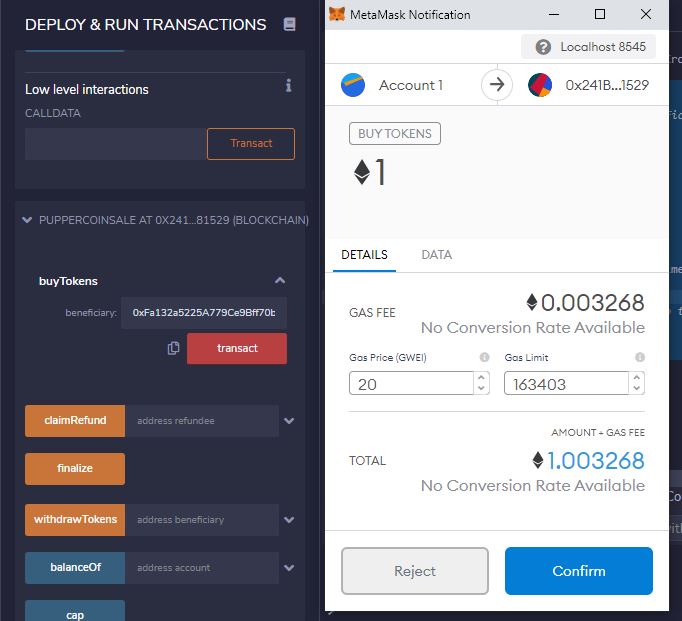 DEPLOY & RUN TRANSACTIONS
Low level interactions
CALLDATA
Transact
PUPPERCOINSALE AT 0X241...81529 (BLOCKCHAIN)
buyTokens
beneficiary:
0xFa132a5225A779Ce9Bff70b
transact
claimRefund
address refundee
finalize
withdrawTokens
address beneficiary
balanceOf
address account
cap
MetaMask Notification
Localhost 8545
Account 1
0x241B...1529
BUY TOKENS
1
DETAILS
DATA
GAS FEE
0.003268
No Conversion Rate Available
Gas Price (GWEI)
Gas Limit
20
163403
AMOUNT + GAS FEE
TOTAL
1.003268
No Conversion Rate Available
Reject
Confirm